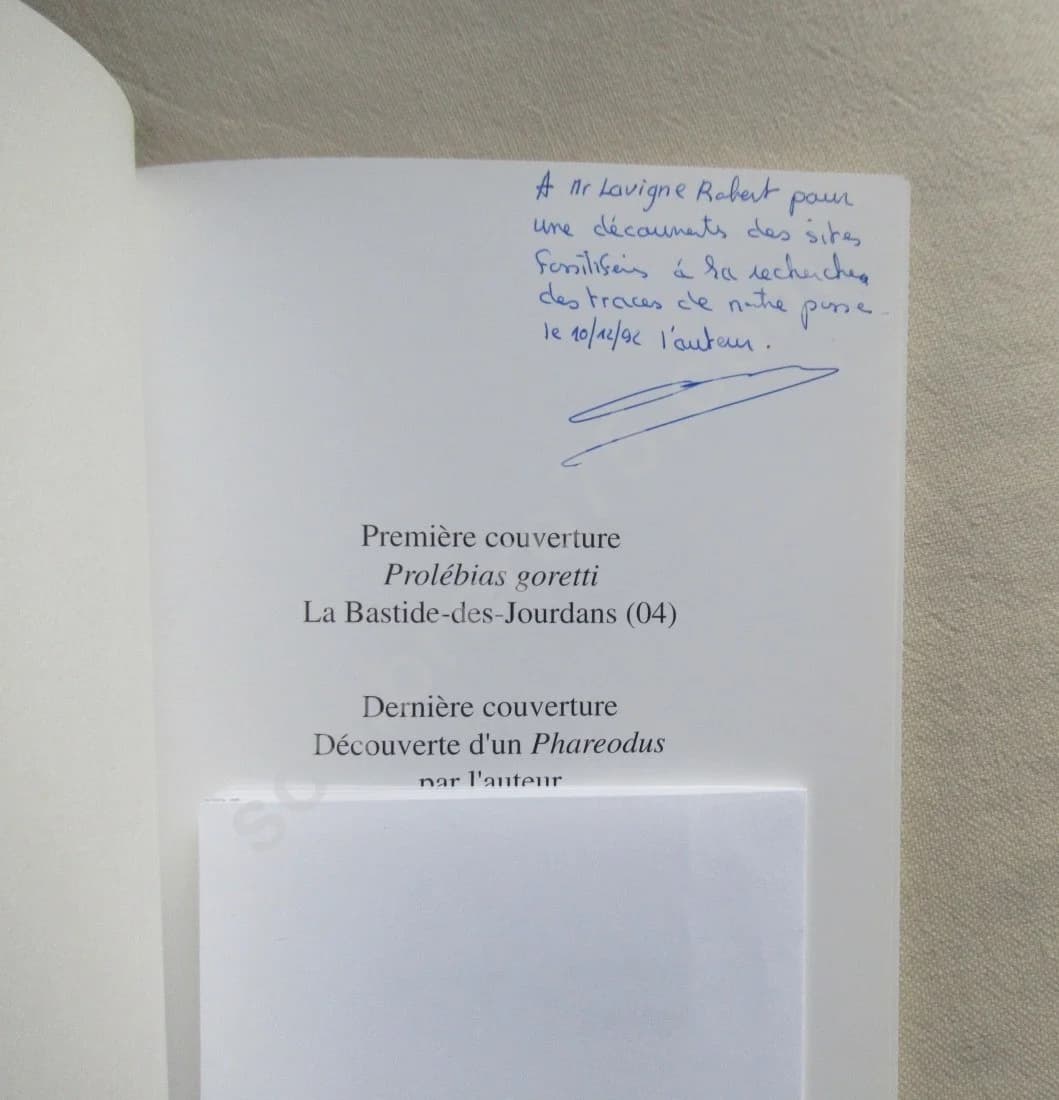 A Mr Lavigne Robert pour
une découverte des sites
fossilifères à la recherche
des traces de notre passé
le 10/12/92 l'auteur.
Première couverture
Prolébias goretti
La Bastide-des-Jourdans (04)
Dernière couverture
Découverte d'un Phareodus
par l'auteur